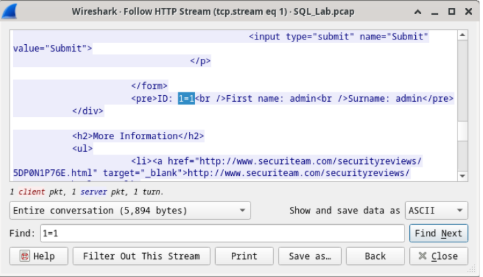 Wireshark · Follow HTTP Stream (tcp.stream eq 1) · SQL_Lab.pcap
<input type="submit" name="Submit"
value="Submit">
</p>
</form>
<pre>ID: 1=1<br />First name: admin<br />Surname: admin</pre>
</div>
<h2>More Information</h2>
<ul>
<li><a href="http://www.securiteam.com/securityreviews/
5DP0N1P76E.html" target="_blank">http://www.securiteam.com/securityreviews/
1 client pkt, 1 server pkt, 1 turn.
Entire conversation (5,894 bytes) Show and save data as ASCII
Find: 1=1 Find Next
Help Filter Out This Stream Print Save as… Back Close